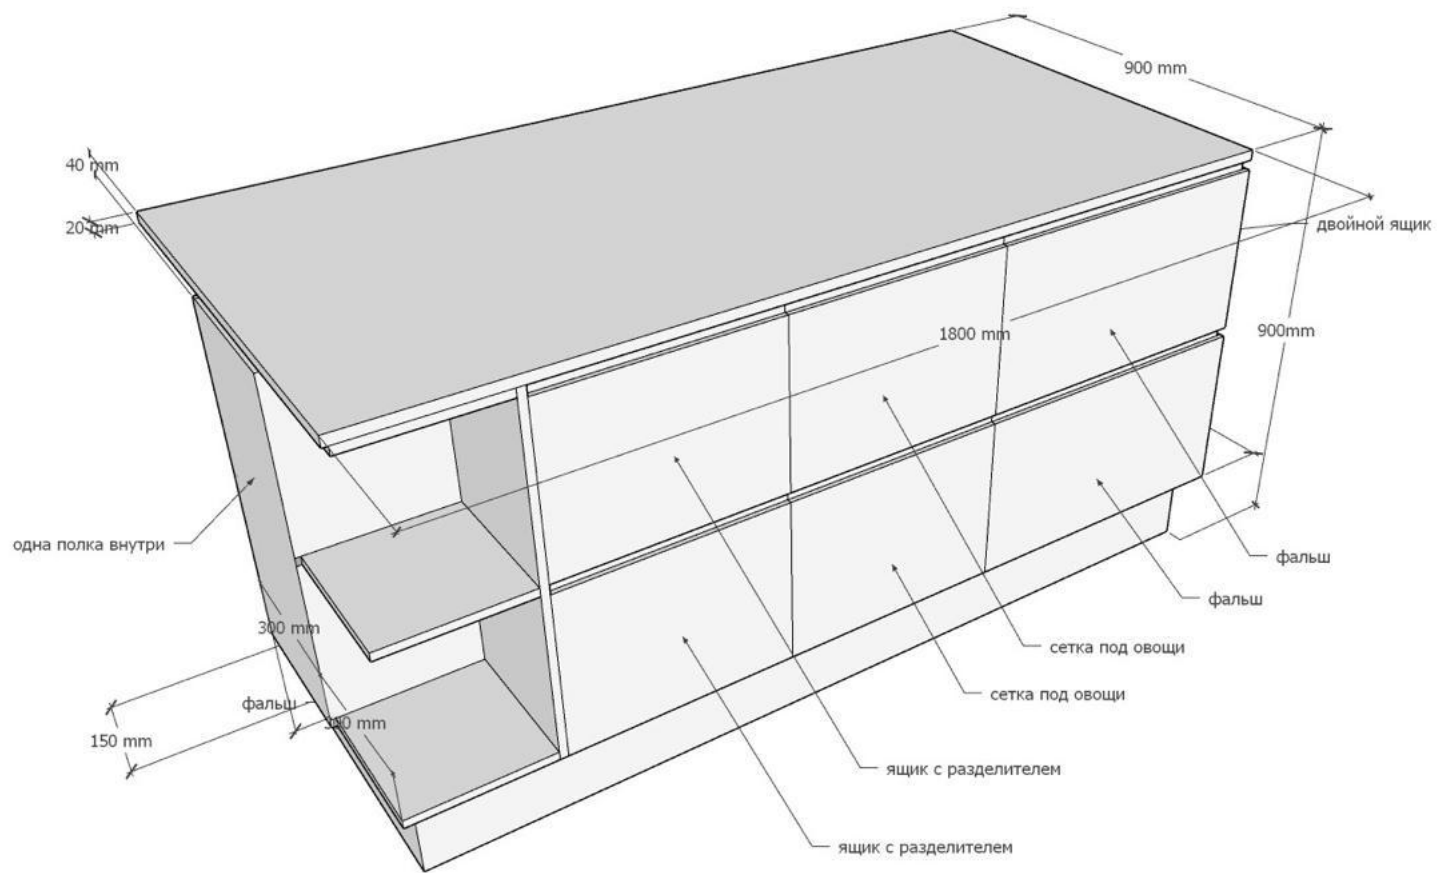 900 mm
40 mm
20 mm
двойной ящик
1800 mm
900mm
одна полка внутри
фальш
фальш
300 mm
сетка под овощи
сетка под овощи
фальш
mm
150 mm
ящик с разделителем
ящик с разделителем